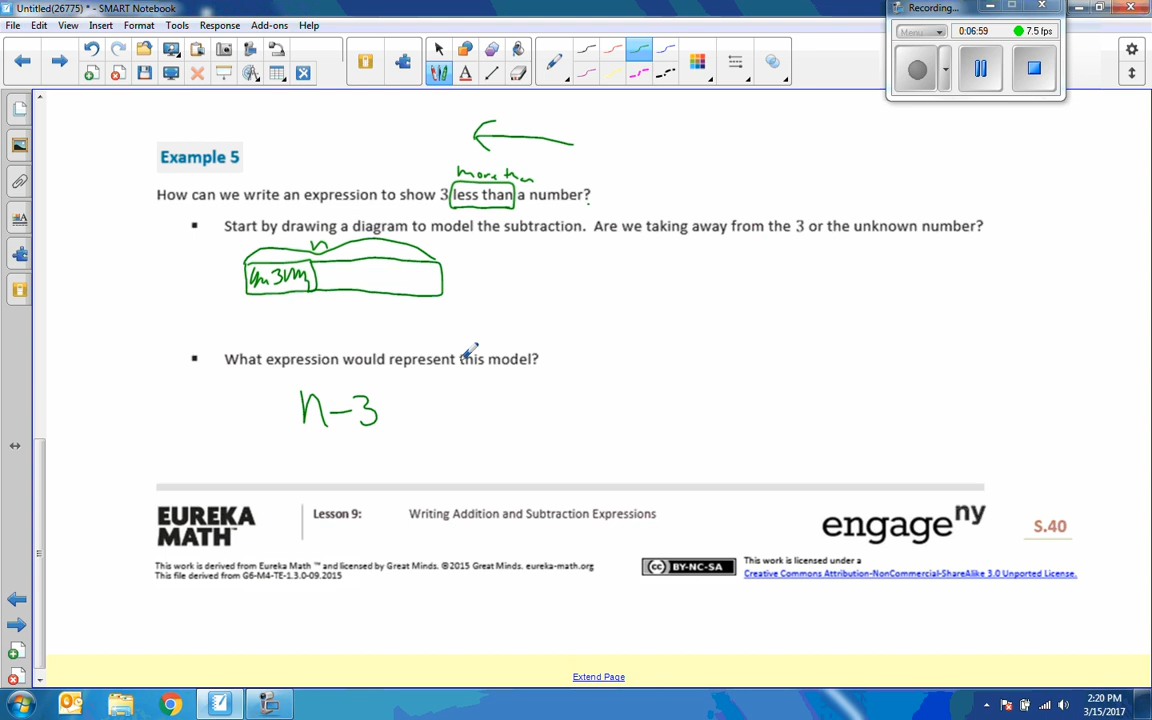 Untitled(26775) * - SMART Notebook
Recording...
File Edit View Insert Format Tools Response Add-ons Help
Menu 0:06:59 7.5 fps
more than
Example 5
How can we write an expression to show 3 less than a number?
▪ Start by drawing a diagram to model the subtraction. Are we taking away from the 3 or the unknown number?
n
3
▪ What expression would represent this model?
n-3
EUREKA MATH™
Lesson 9: Writing Addition and Subtraction Expressions
engageny
S.40
This work is derived from Eureka Math ™ and licensed by Great Minds. ©2015 Great Minds. eureka-math.org
This file derived from G6-M4-TE-1.3.0-09.2015
(cc) BY-NC-SA
This work is licensed under a
Creative Commons Attribution-NonCommercial-ShareAlike 3.0 Unported License.
Extend Page
2:20 PM
3/15/2017